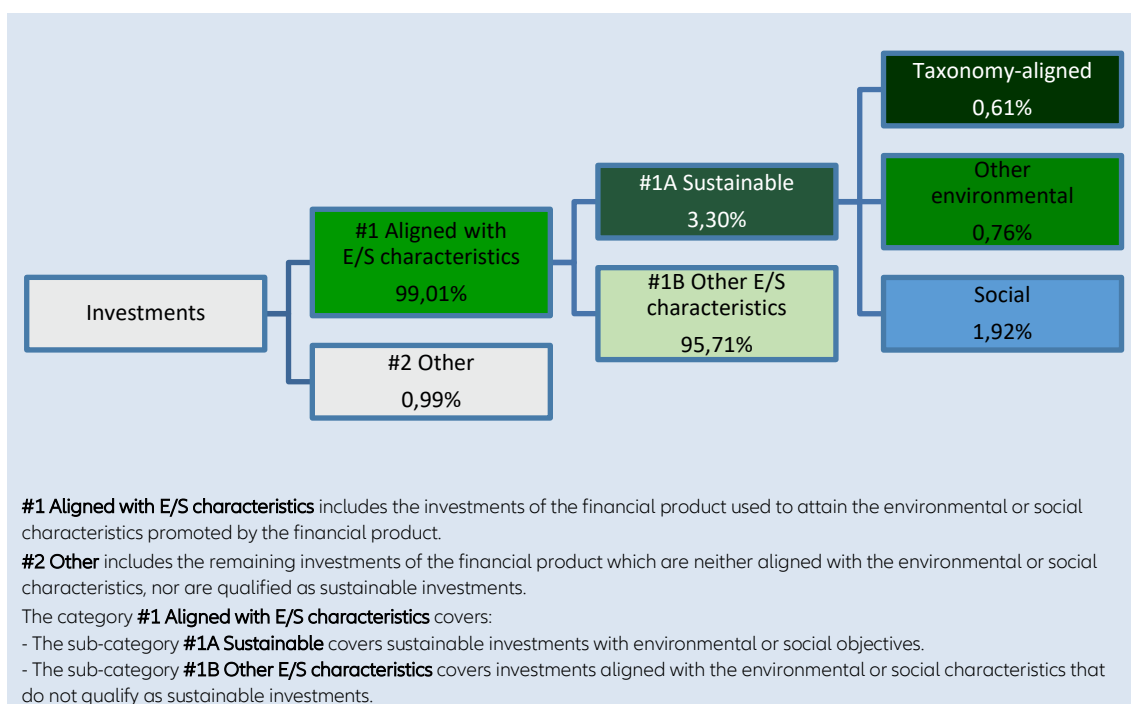 Investments
#1 Aligned with
E/S characteristics
99,01%
#2 Other
0,99%
#1A Sustainable
3,30%
#1B Other E/S
characteristics
95,71%
Taxonomy-aligned
0,61%
Other
environmental
0,76%
Social
1,92%
#1 Aligned with E/S characteristics includes the investments of the financial product used to attain the environmental or social
characteristics promoted by the financial product.
#2 Other includes the remaining investments of the financial product which are neither aligned with the environmental or social
characteristics, nor are qualified as sustainable investments.
The category #1 Aligned with E/S characteristics covers:
- The sub-category #1A Sustainable covers sustainable investments with environmental or social objectives.
- The sub-category #1B Other E/S characteristics covers investments aligned with the environmental or social characteristics that
do not qualify as sustainable investments.